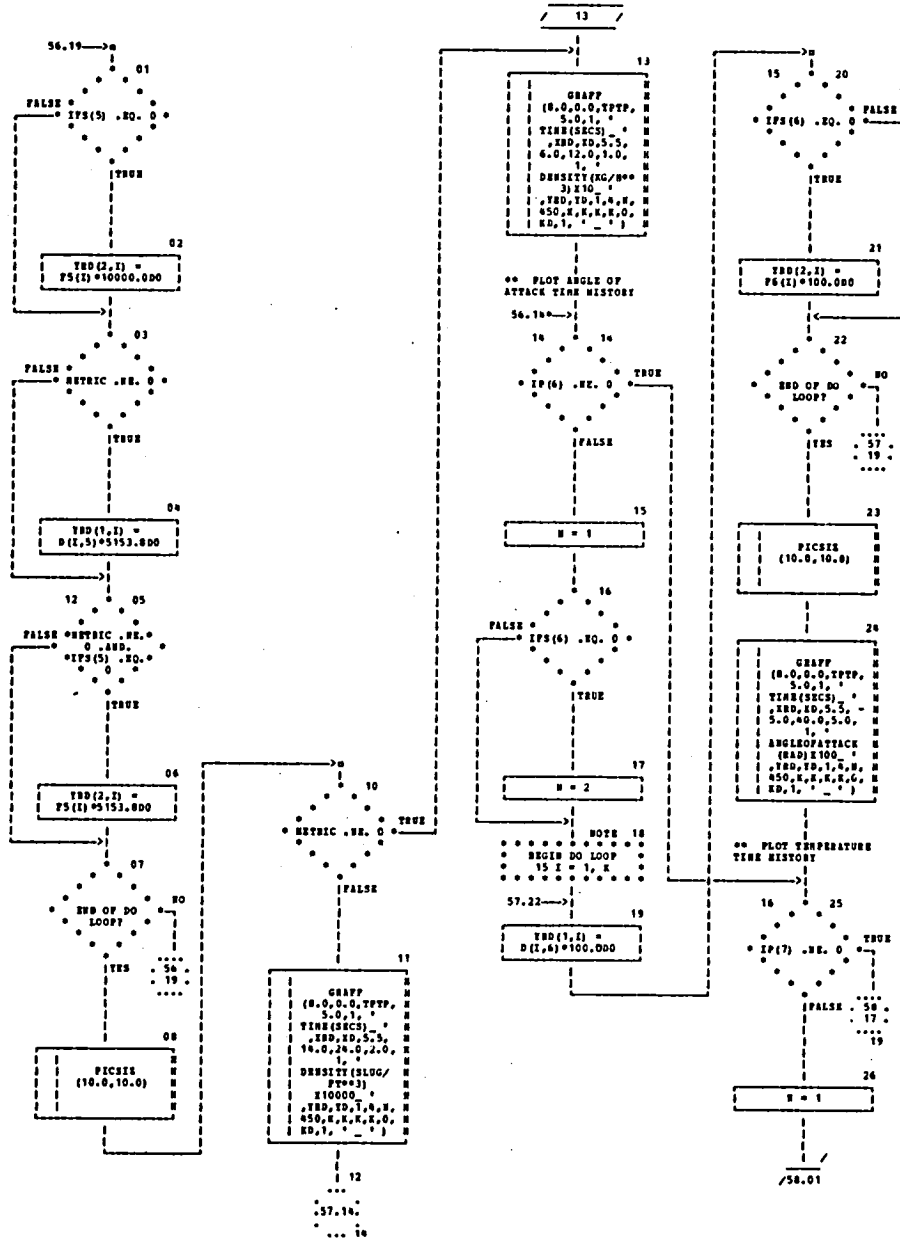 56.19
01
FALSE
IFS(5) .EQ. 0
TRUE
02
YBD(2,I) =
F5(I)*10000.0D0
03
FALSE
METRIC .NE. 0
TRUE
04
YBD(1,I) =
D(I,5)*5153.8D0
12 05
FALSE
METRIC .NE.
0 .AND.
IFS(5) .EQ.
0
TRUE
06
YBD(2,I) =
F5(I)*5153.8D0
07
END OF DO
LOOP?
NO
56
19
YES
08
PICSIZ
(10.0,10.0)
10
METRIC .NE. 0
TRUE
FALSE
11
GRAFF
(8.0,0.0,TPTP,
5.0,1, '
TIME(SECS)_ '
,XBD,XD,5.5,
14.0,24.0,2.0,
1, '
DENSITY(SLUG/
FT**3)
X10000_ '
,YBD,YD,1,4,N,
450,K,K,K,K,0,
KD,1, ' _ ' )
12
57.14
14
/ 13 /
13
GRAFF
(8.0,0.0,TPTP,
5.0,1, '
TIME(SECS)_ '
,XBD,XD,5.5,
6.0,12.0,1.0,
1, '
DENSITY(KG/M**
3)X10_ '
,YBD,YD,1,4,N,
450,K,K,K,K,0,
KD,1, ' _ ' )
** PLOT ANGLE OF
ATTACK TIME HISTORY
56.14*
14 14
IP(6) .NE. 0
TRUE
FALSE
15
N = 1
16
FALSE
IFS(6) .EQ. 0
TRUE
17
N = 2
NOTE 18
BEGIN DO LOOP
15 I = 1, K
57.22
19
YBD(1,I) =
D(I,6)*100.0D0
15 20
IFS(6) .EQ. 0
FALSE
TRUE
21
YBD(2,I) =
F6(I)*100.0D0
22
END OF DO
LOOP?
NO
57
19
YES
23
PICSIZ
(10.0,10.0)
24
GRAFF
(8.0,0.0,TPTP,
5.0,1, '
TIME(SECS)_ '
,XBD,XD,5.5, -
5.0,40.0,5.0,
1, '
ANGLEOFATTACK
(RAD)X100_ '
,YBD,YD,1,4,N,
450,K,K,K,K,0,
KD,1, ' _ ' )
** PLOT TEMPERATURE
TIME HISTORY
16 25
IP(7) .NE. 0
TRUE
58
17
19
FALSE
26
N = 1
/58.01